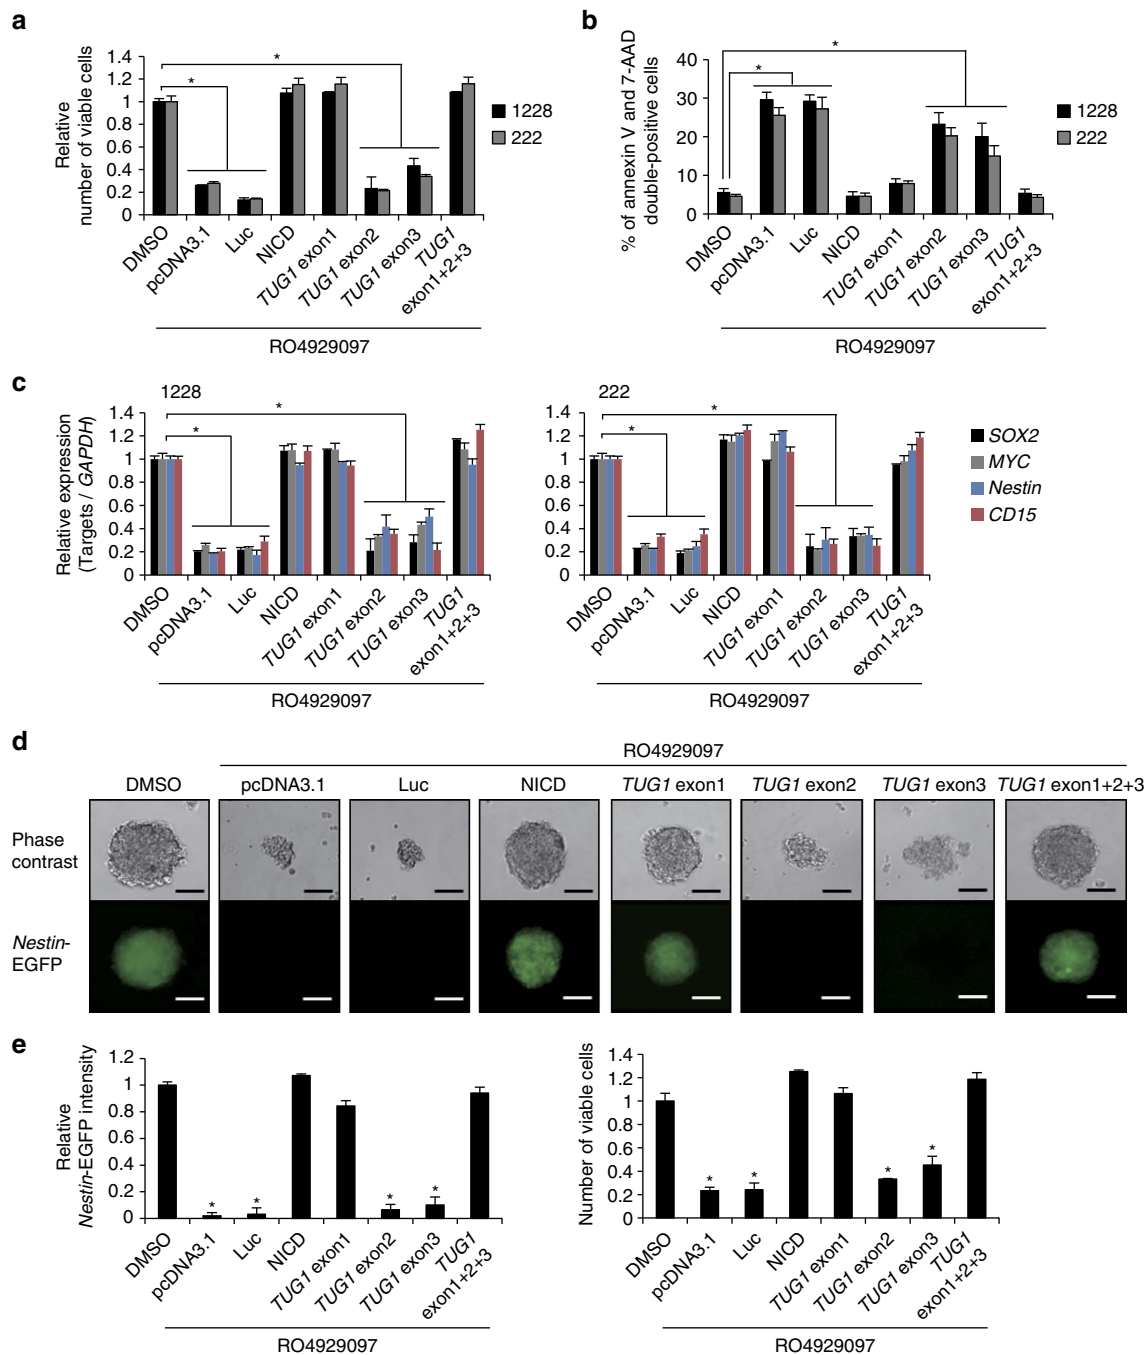 a
Relative
number of viable cells
1.4
1.2
1
0.8
0.6
0.4
0.2
0
*
*
1228
222
DMSO
pcDNA3.1
Luc
NICD
TUG1 exon1
TUG1 exon2
TUG1 exon3
TUG1
exon1+2+3
RO4929097
b
% of annexin V and 7-AAD
double-positive cells
40
30
20
10
0
*
*
1228
222
DMSO
pcDNA3.1
Luc
NICD
TUG1 exon1
TUG1 exon2
TUG1 exon3
TUG1
exon1+2+3
RO4929097
c
Relative expression
(Targets / GAPDH)
1228
1.4
1.2
1
0.8
0.6
0.4
0.2
0
*
*
DMSO
pcDNA3.1
Luc
NICD
TUG1 exon1
TUG1 exon2
TUG1 exon3
TUG1
exon1+2+3
RO4929097
222
1.4
1.2
1
0.8
0.6
0.4
0.2
0
*
*
DMSO
pcDNA3.1
Luc
NICD
TUG1 exon1
TUG1 exon2
TUG1 exon3
TUG1
exon1+2+3
RO4929097
SOX2
MYC
Nestin
CD15
d
RO4929097
DMSO pcDNA3.1 Luc NICD TUG1 exon1 TUG1 exon2 TUG1 exon3 TUG1 exon1+2+3
Phase
contrast
Nestin-
EGFP
e
Relative
Nestin-EGFP intensity
1.2
1
0.8
0.6
0.4
0.2
0
* * * *
DMSO
pcDNA3.1
Luc
NICD
TUG1 exon1
TUG1 exon2
TUG1 exon3
TUG1
exon1+2+3
RO4929097
Number of viable cells
1.4
1.2
1
0.8
0.6
0.4
0.2
0
* * * *
DMSO
pcDNA3.1
Luc
NICD
TUG1 exon1
TUG1 exon2
TUG1 exon3
TUG1
exon1+2+3
RO4929097